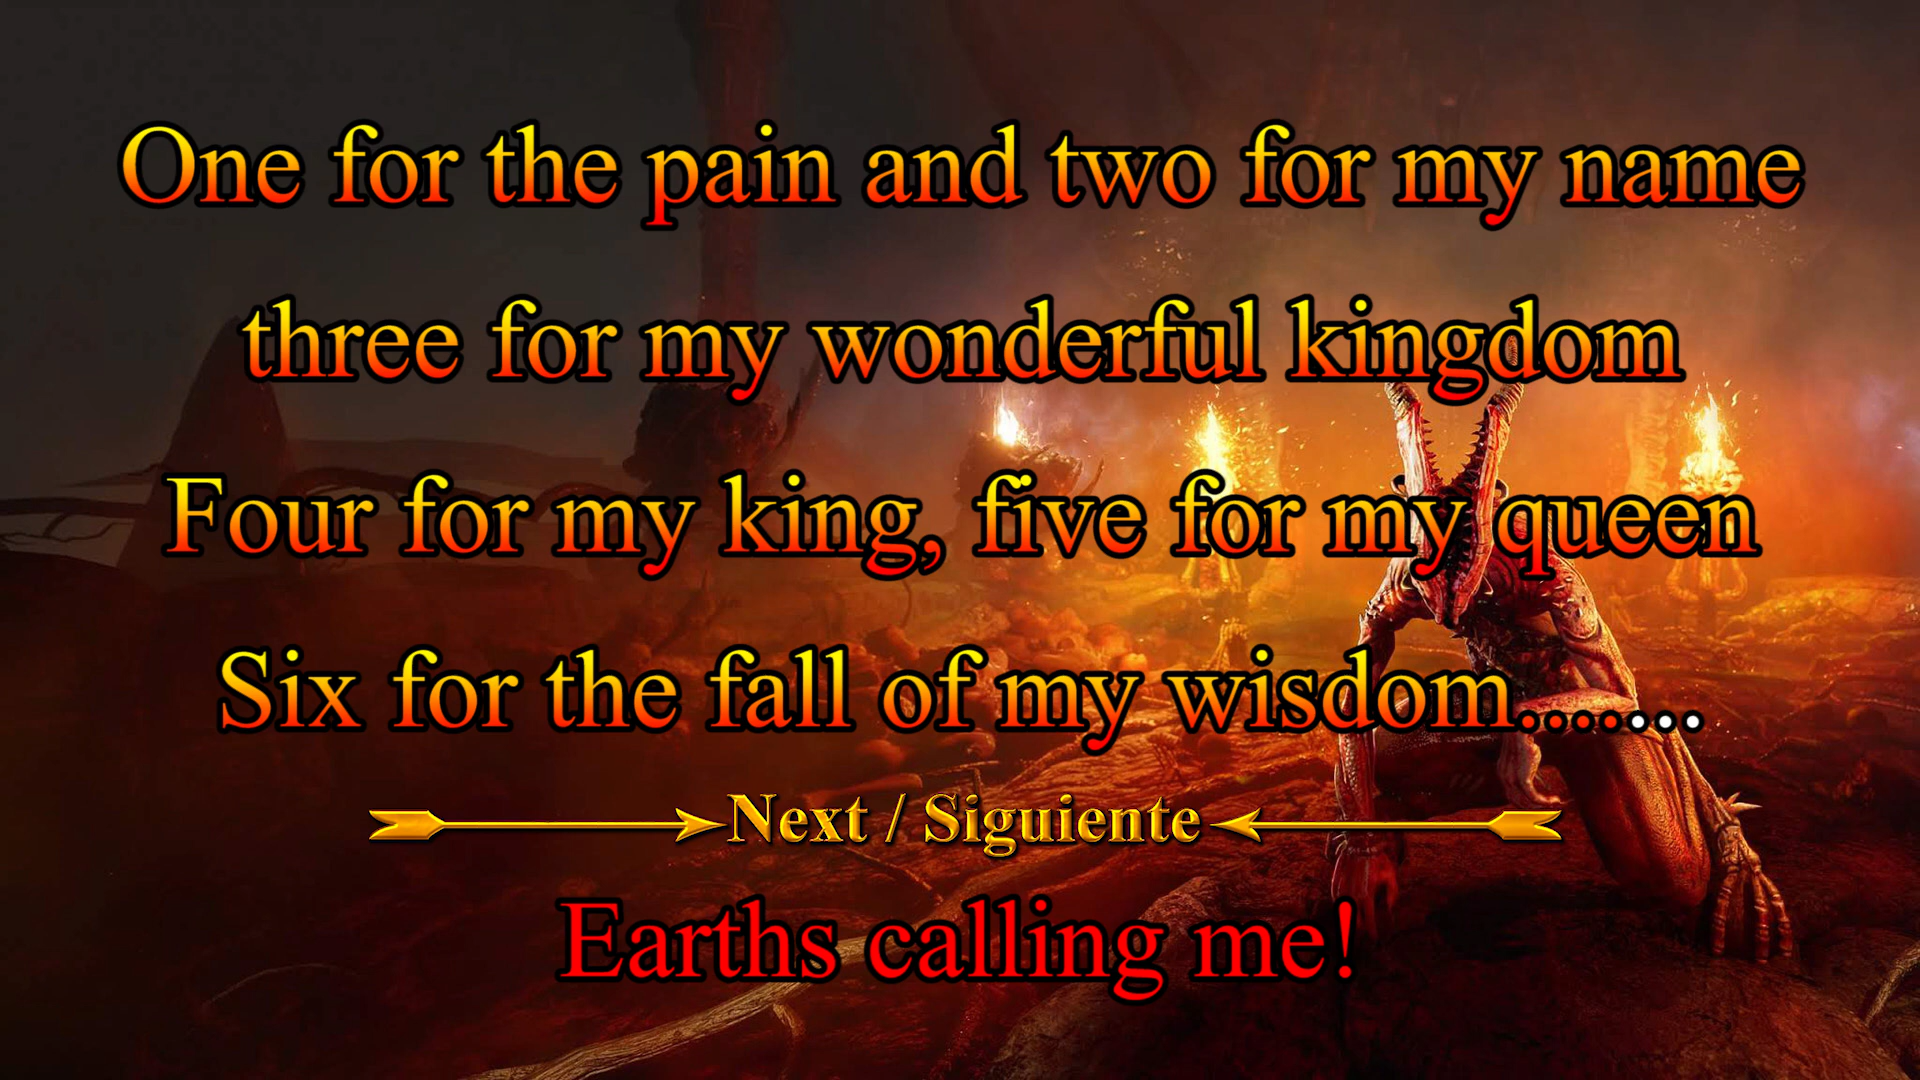 One for the pain and two for my name
three for my wonderful kingdom
Four for my king, five for my queen
Six for the fall of my wisdom.......
Next / Siguiente
Earths calling me!